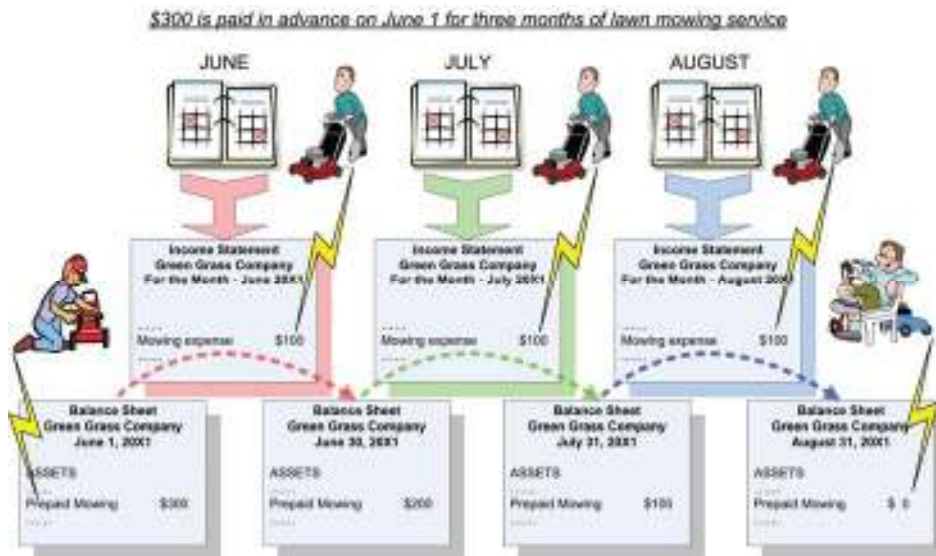 $300 is paid in advance on June 1 for three months of lawn mowing service
JUNE
JULY
AUGUST
Income Statement
Green Grass Company
For the Month - June 20X1
.....
Mowing expense $100
.....
Income Statement
Green Grass Company
For the Month - July 20X1
.....
Mowing expense $100
.....
Income Statement
Green Grass Company
For the Month - August 20X1
.....
Mowing expense $100
.....
Balance Sheet
Green Grass Company
June 1, 20X1
ASSETS
.....
Prepaid Mowing $300
.....
Balance Sheet
Green Grass Company
June 30, 20X1
ASSETS
.....
Prepaid Mowing $200
.....
Balance Sheet
Green Grass Company
July 31, 20X1
ASSETS
.....
Prepaid Mowing $100
.....
Balance Sheet
Green Grass Company
August 31, 20X1
ASSETS
.....
Prepaid Mowing $ 0
.....